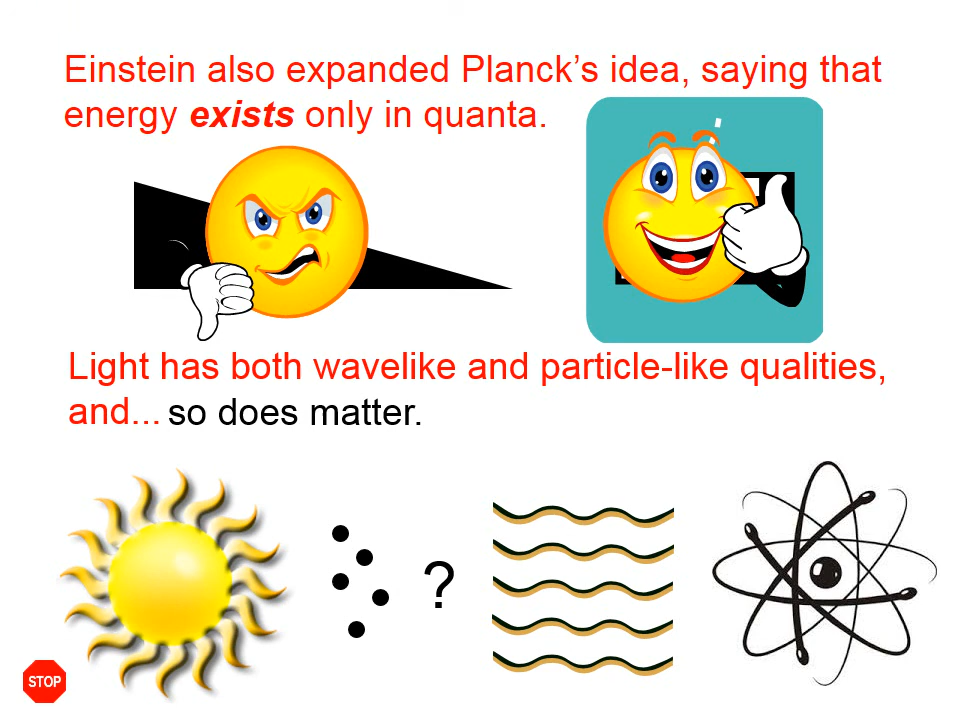 Einstein also expanded Planck’s idea, saying that
energy exists only in quanta.
Light has both wavelike and particle-like qualities,
and... so does matter.
?
STOP